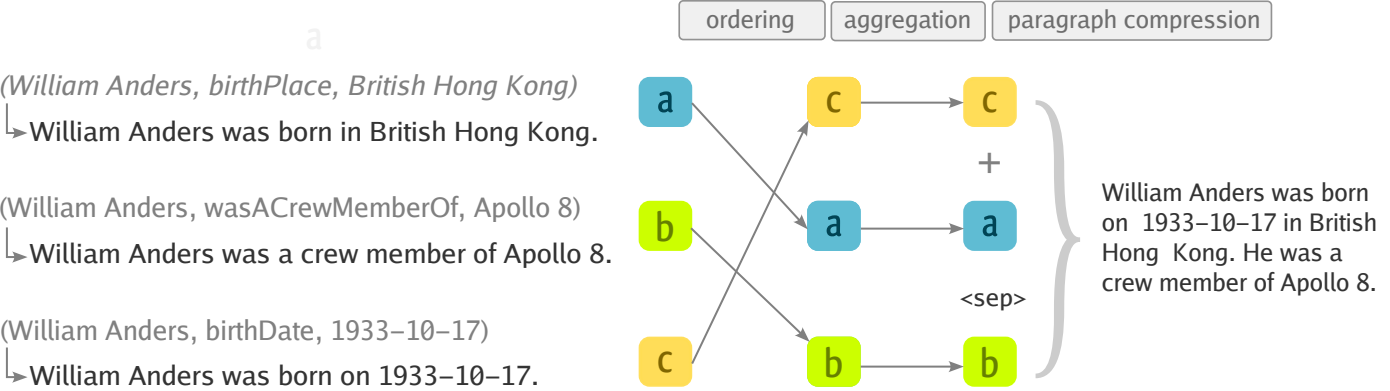 ordering aggregation paragraph compression
a
(William Anders, birthPlace, British Hong Kong)
William Anders was born in British Hong Kong.
(William Anders, wasACrewMemberOf, Apollo 8)
William Anders was a crew member of Apollo 8.
(William Anders, birthDate, 1933–10–17)
William Anders was born on 1933–10–17.
a c c
+
b a a
<sep>
c b b
William Anders was born
on 1933–10–17 in British
Hong Kong. He was a
crew member of Apollo 8.